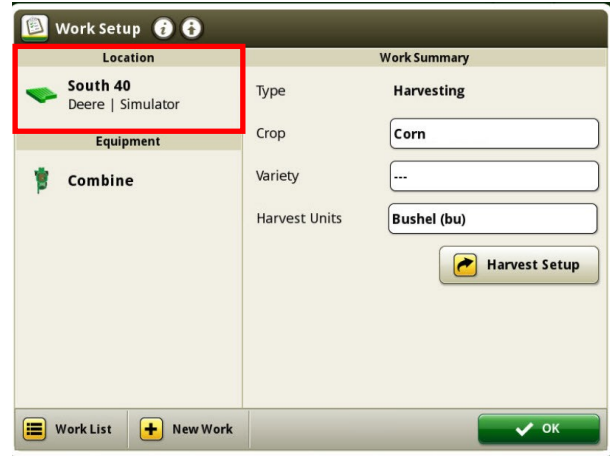 Work Setup
Location
South 40
Deere | Simulator
Equipment
Combine
Work Summary
Type Harvesting
Crop Corn
Variety ---
Harvest Units Bushel (bu)
Harvest Setup
Work List New Work OK